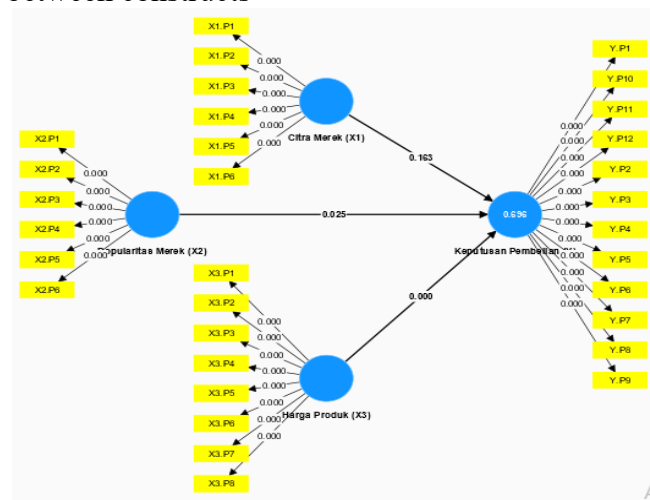 between constructs
X1.P1
X1.P2
X1.P3
X1.P4
X1.P5
X1.P6
0.000
0.000
0.000
0.000
0.000
0.000
Citra Merek (X1)
0.163
X2.P1
X2.P2
X2.P3
X2.P4
X2.P5
X2.P6
0.000
0.000
0.000
0.000
0.000
0.000
Popularitas Merek (X2)
0.025
X3.P1
X3.P2
X3.P3
X3.P4
X3.P5
X3.P6
X3.P7
X3.P8
0.000
0.000
0.000
0.000
0.000
0.000
0.000
0.000
Harga Produk (X3)
0.000
0.696
Keputusan Pembelian
0.000
0.000
0.000
0.000
0.000
0.000
0.000
0.000
0.000
0.000
0.000
0.000
Y.P1
Y.P10
Y.P11
Y.P12
Y.P2
Y.P3
Y.P4
Y.P5
Y.P6
Y.P7
Y.P8
Y.P9